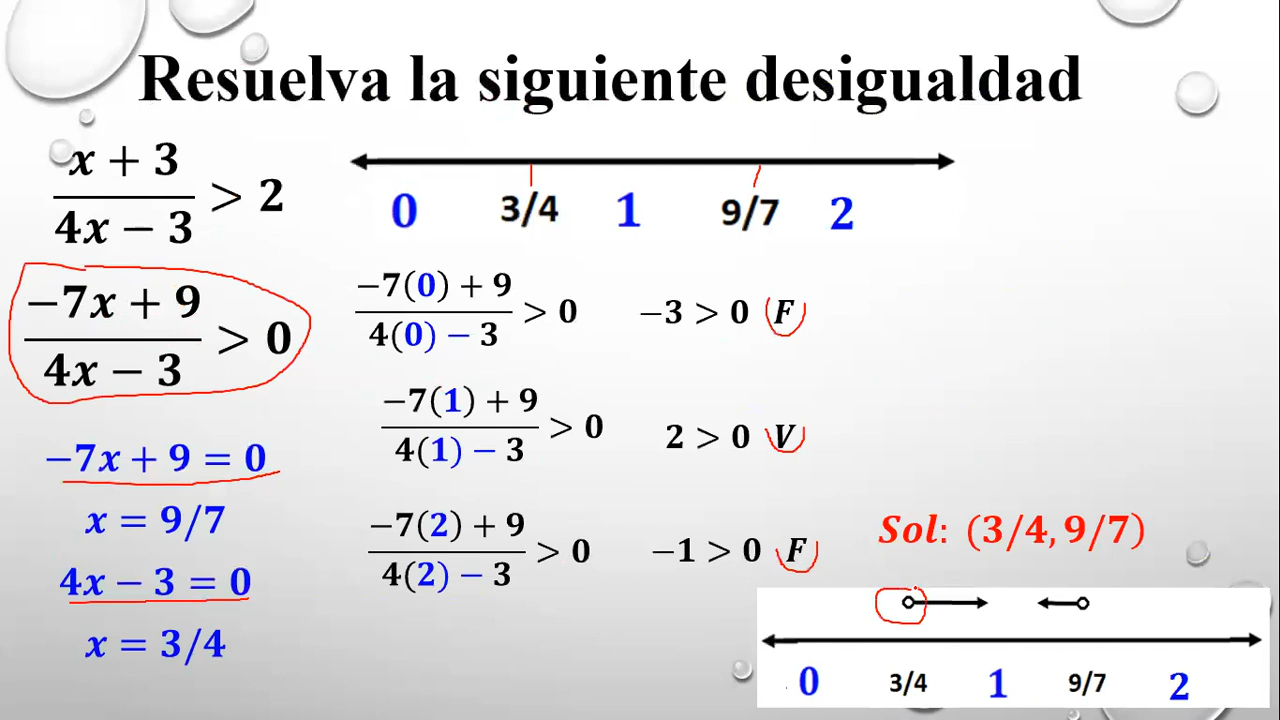 Resuelva la siguiente desigualdad
x + 3 / 4x − 3 > 2
−7x + 9 / 4x − 3 > 0
−7x + 9 = 0
x = 9/7
4x − 3 = 0
x = 3/4
0 3/4 1 9/7 2
−7(0) + 9 / 4(0) − 3 > 0 −3 > 0 F
−7(1) + 9 / 4(1) − 3 > 0 2 > 0 V
−7(2) + 9 / 4(2) − 3 > 0 −1 > 0 F
Sol: (3/4, 9/7)
0 3/4 1 9/7 2